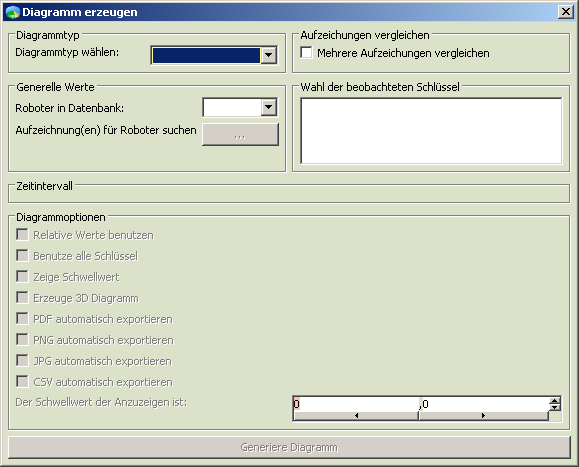 Diagramm erzeugen
Diagrammtyp
Diagrammtyp wählen:
Aufzeichungen vergleichen
Mehrere Aufzeichungen vergleichen
Generelle Werte
Roboter in Datenbank:
Aufzeichnung(en) für Roboter suchen
...
Wahl der beobachteten Schlüssel
Zeitintervall
Diagrammoptionen
Relative Werte benutzen
Benutze alle Schlüssel
Zeige Schwellwert
Erzeuge 3D Diagramm
PDF automatisch exportieren
PNG automatisch exportieren
JPG automatisch exportieren
CSV automatisch exportieren
Der Schwellwert der Anzuzeigen ist:
0 ,0
Generiere Diagramm